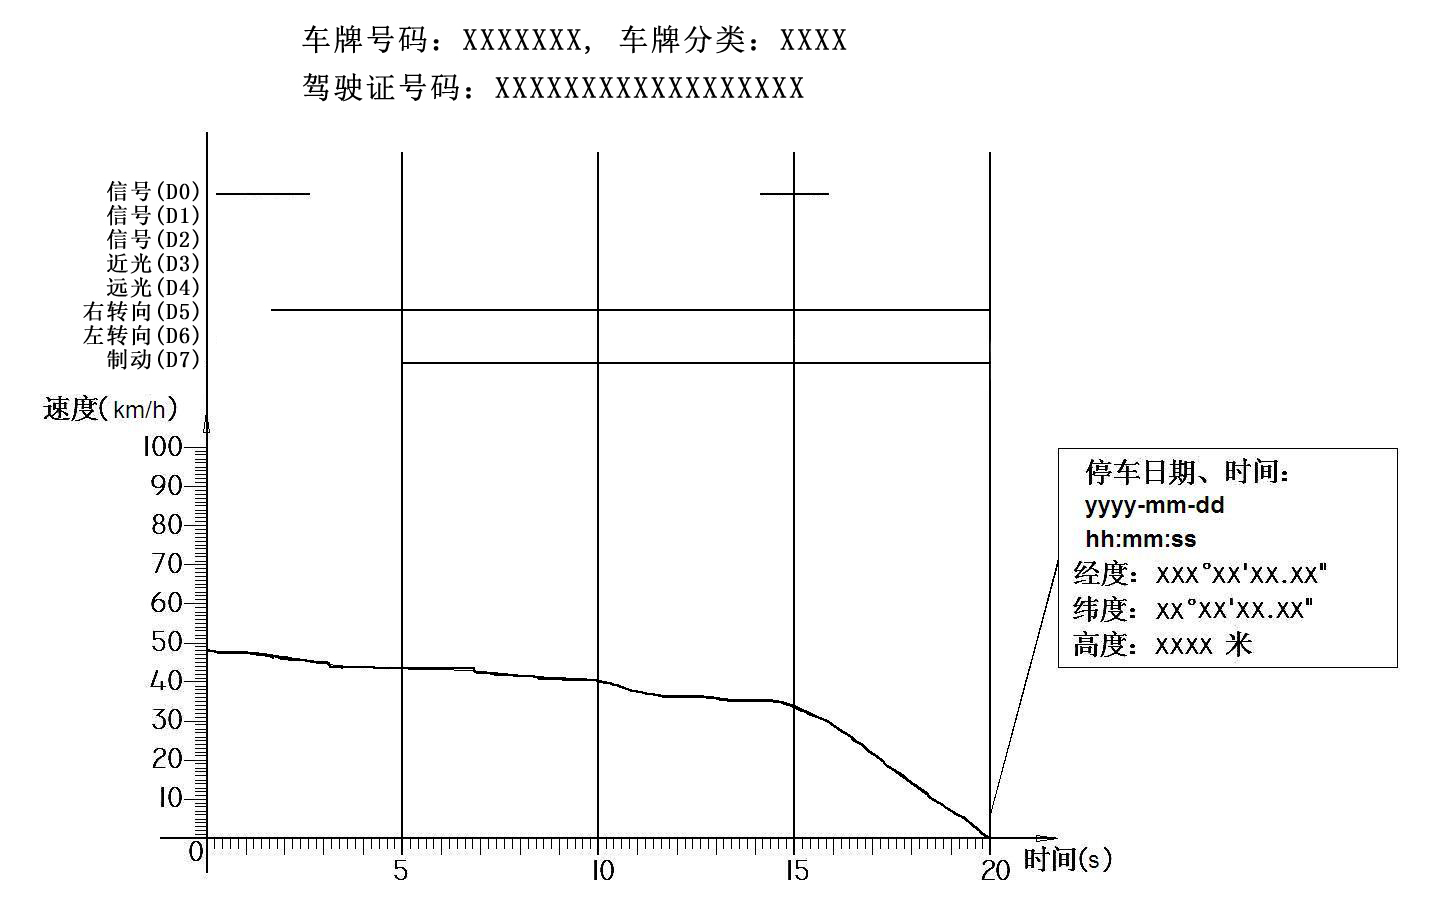 车牌号码：XXXXXXX, 车牌分类：XXXX
驾驶证号码：XXXXXXXXXXXXXXXXXX
信号(D0)
信号(D1)
信号(D2)
近光(D3)
远光(D4)
右转向(D5)
左转向(D6)
制动(D7)
速度(km/h)
100
90
80
70
60
50
40
30
20
10
0
5
10
15
20
时间(s)
停车日期、时间：
yyyy-mm-dd
hh:mm:ss
经度：XXX°XX'XX.XX"
纬度：XX°XX'XX.XX"
高度：XXXX 米